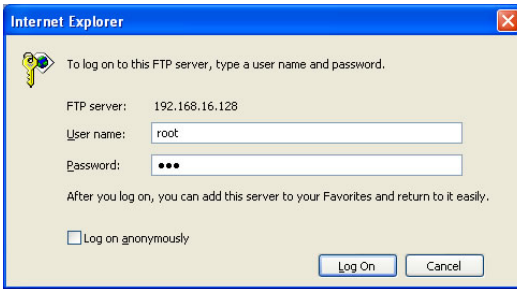 Internet Explorer
To log on to this FTP server, type a user name and password.
FTP server: 192.168.16.128
User name: root
Password: •••
After you log on, you can add this server to your Favorites and return to it easily.
Log on anonymously
Log On Cancel